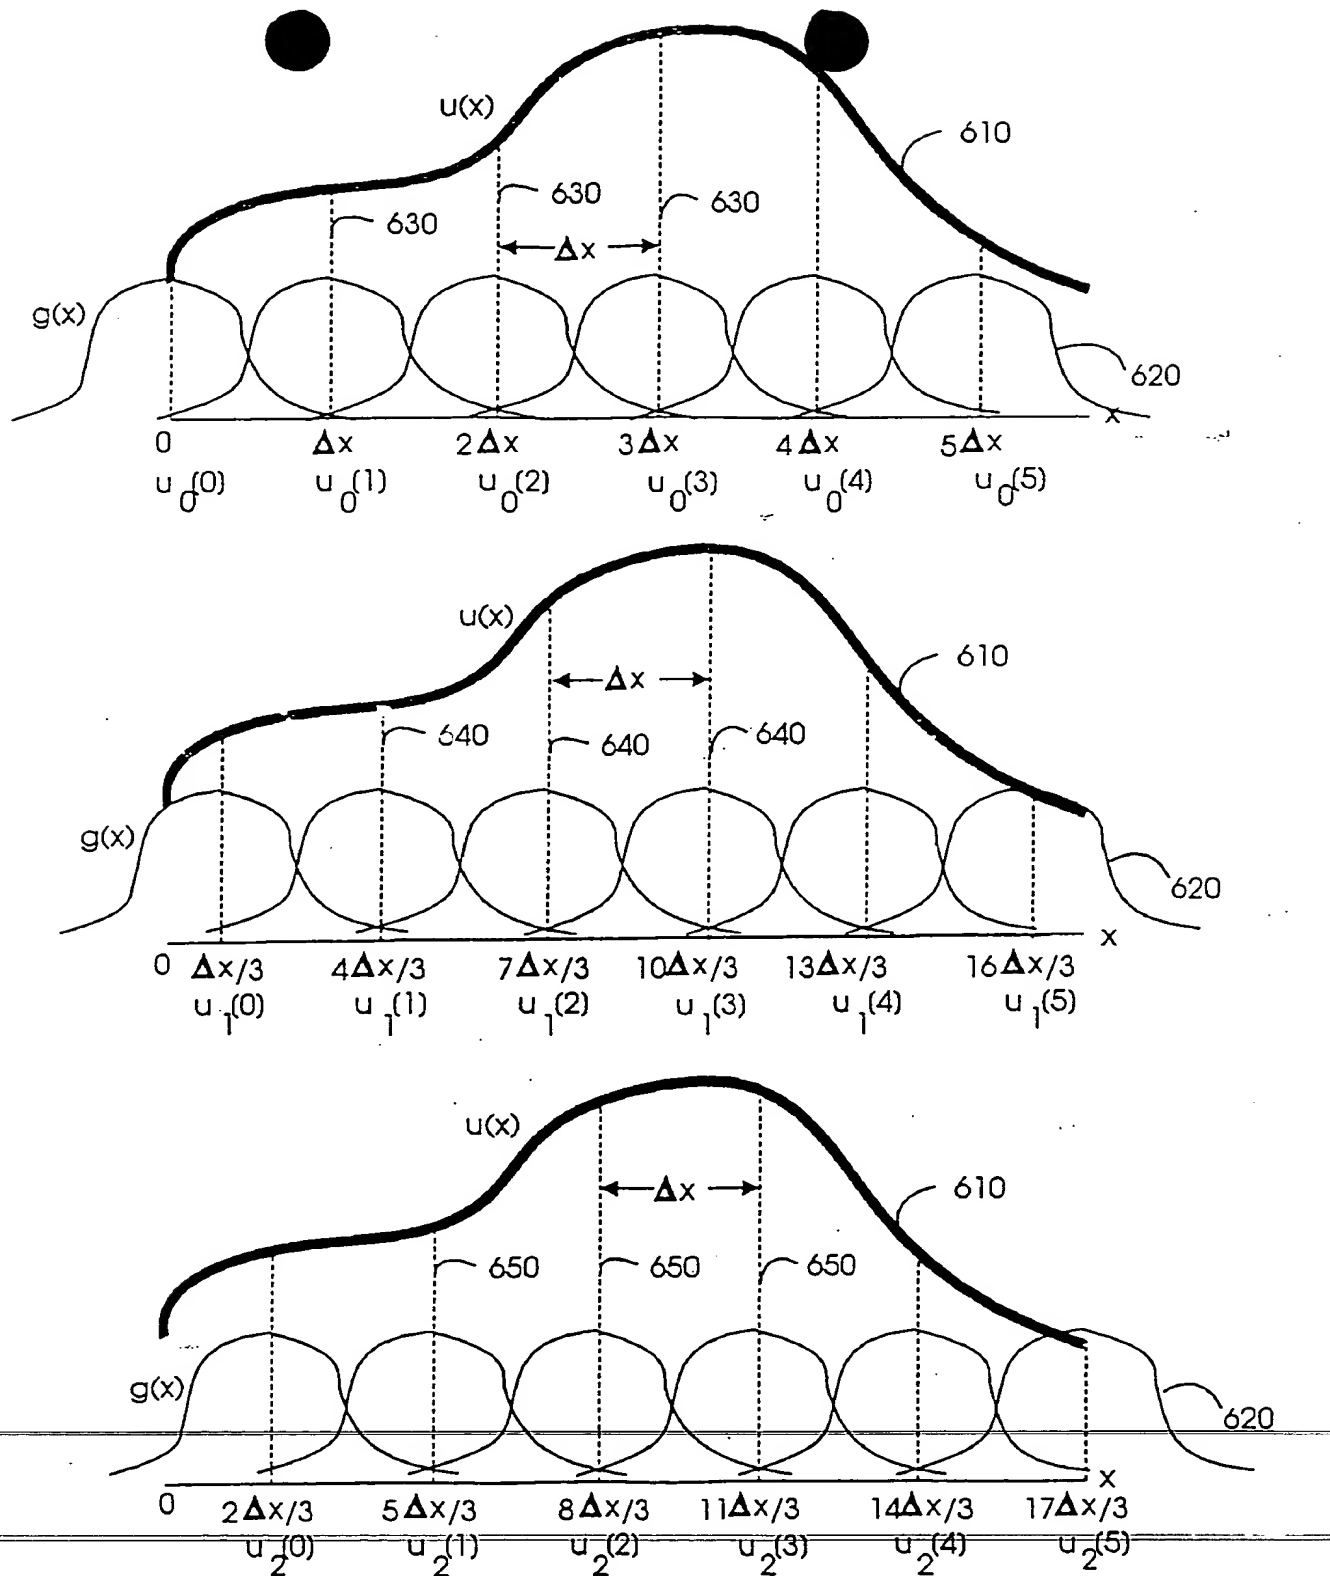 u(x)
610
630
630
630
Δx
g(x)
620
x
0 Δx 2Δx 3Δx 4Δx 5Δx
u0(0) u0(1) u0(2) u0(3) u0(4) u0(5)
u(x)
610
Δx
640
640
640
g(x)
620
x
0 Δx/3 4Δx/3 7Δx/3 10Δx/3 13Δx/3 16Δx/3
u1(0) u1(1) u1(2) u1(3) u1(4) u1(5)
u(x)
610
Δx
650
650
650
g(x)
620
x
0 2Δx/3 5Δx/3 8Δx/3 11Δx/3 14Δx/3 17Δx/3
u2(0) u2(1) u2(2) u2(3) u2(4) u2(5)